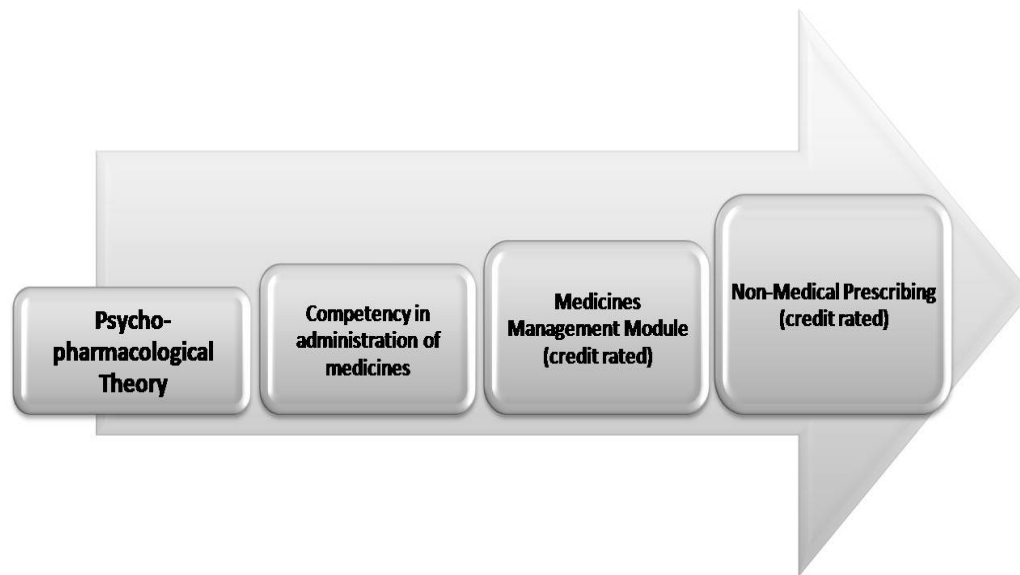 Psycho-
pharmacological
Theory
Competency in
administration of
medicines
Medicines
Management Module
(credit rated)
Non-Medical Prescribing
(credit rated)